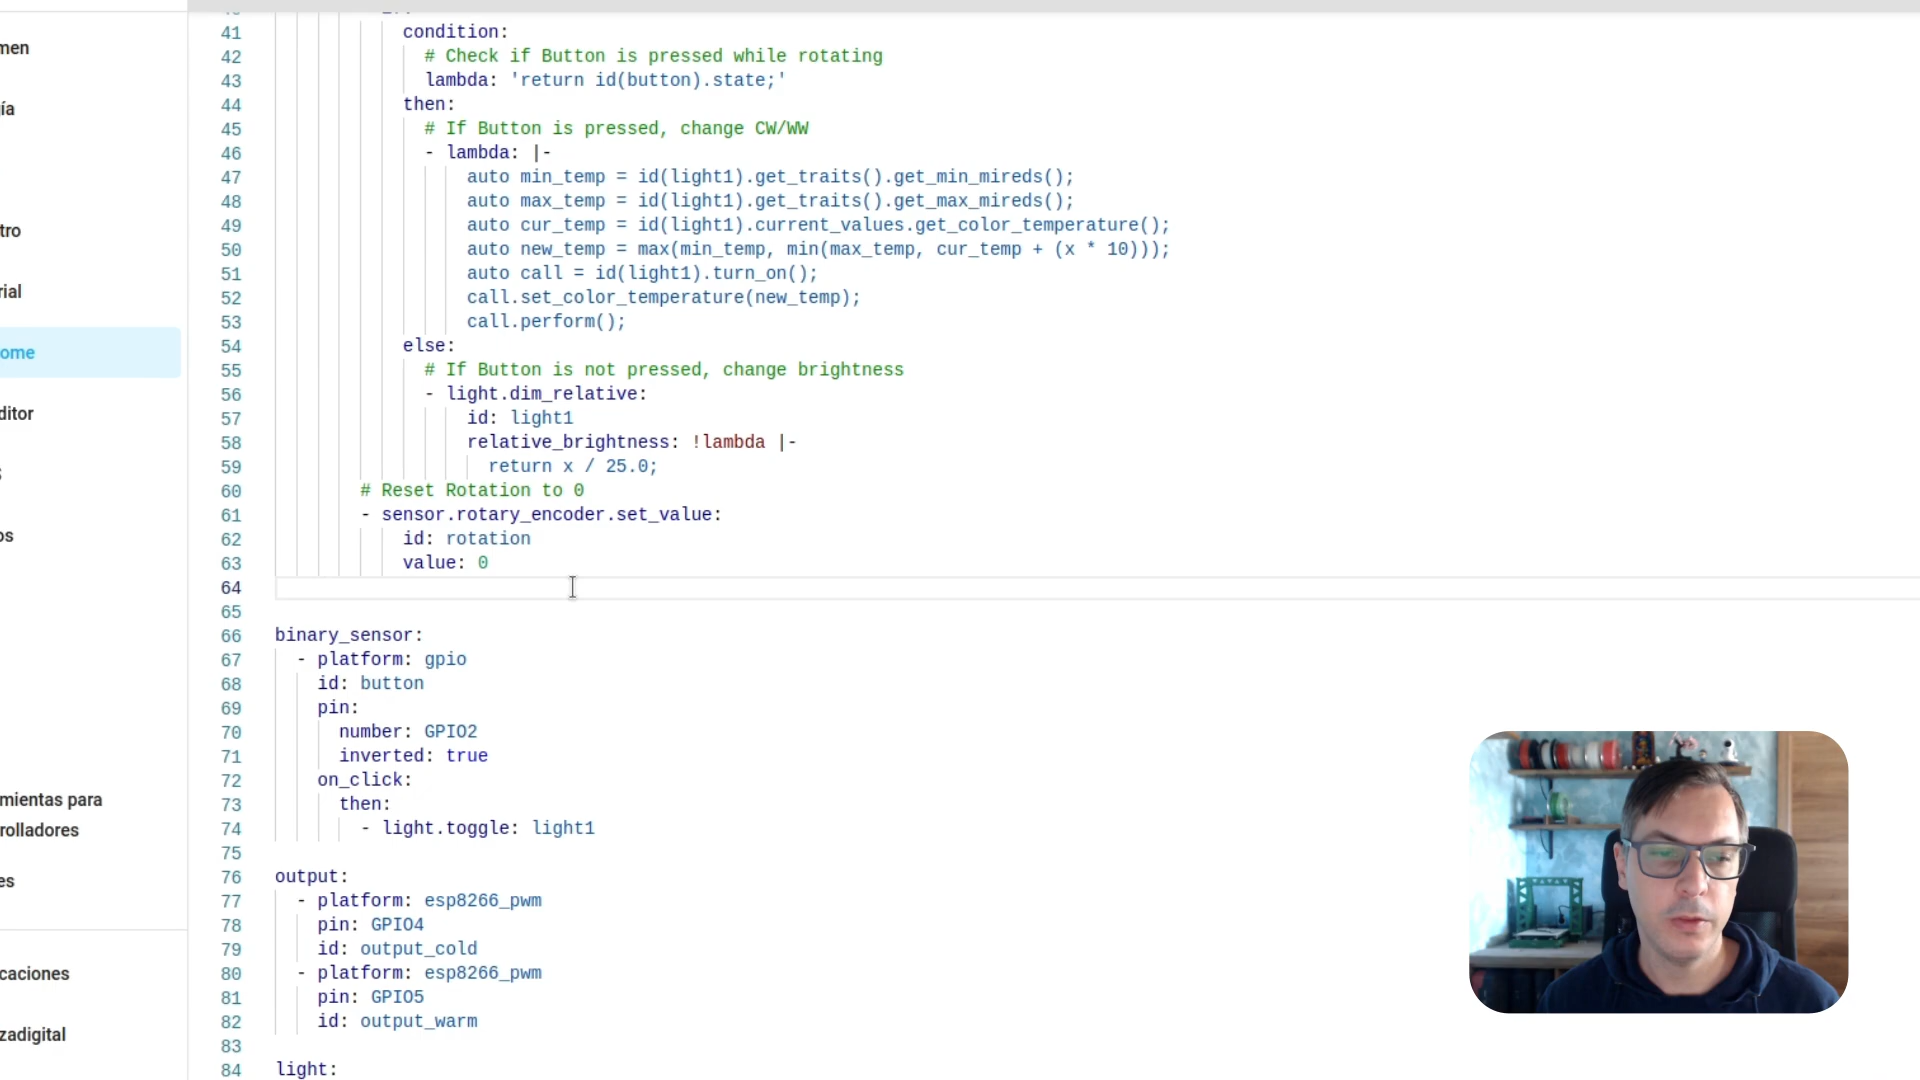 men
ía
tro
rial
ome
ditor
s
os
mientas para
rolladores
es
caciones
zadigital
41 condition:
42 # Check if Button is pressed while rotating
43 lambda: 'return id(button).state;'
44 then:
45 # If Button is pressed, change CW/WW
46 - lambda: |-
47 auto min_temp = id(light1).get_traits().get_min_mireds();
48 auto max_temp = id(light1).get_traits().get_max_mireds();
49 auto cur_temp = id(light1).current_values.get_color_temperature();
50 auto new_temp = max(min_temp, min(max_temp, cur_temp + (x * 10)));
51 auto call = id(light1).turn_on();
52 call.set_color_temperature(new_temp);
53 call.perform();
54 else:
55 # If Button is not pressed, change brightness
56 - light.dim_relative:
57 id: light1
58 relative_brightness: !lambda |-
59 return x / 25.0;
60 # Reset Rotation to 0
61 - sensor.rotary_encoder.set_value:
62 id: rotation
63 value: 0
64
65
66 binary_sensor:
67 - platform: gpio
68 id: button
69 pin:
70 number: GPIO2
71 inverted: true
72 on_click:
73 then:
74 - light.toggle: light1
75
76 output:
77 - platform: esp8266_pwm
78 pin: GPIO4
79 id: output_cold
80 - platform: esp8266_pwm
81 pin: GPIO5
82 id: output_warm
83
84 light: